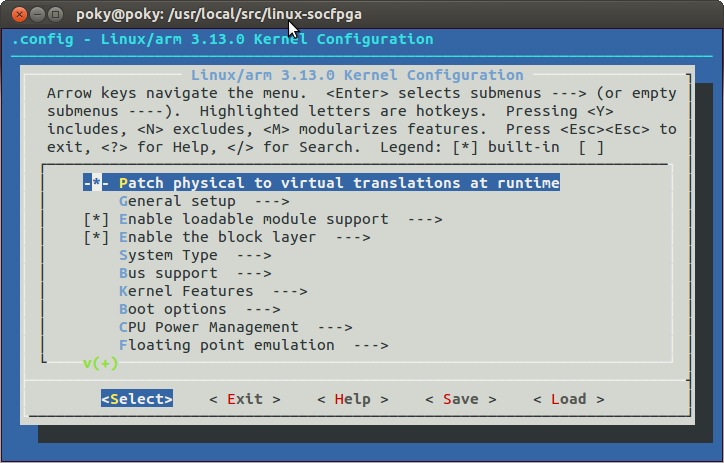 poky@poky: /usr/local/src/linux-socfpga
.config - Linux/arm 3.13.0 Kernel Configuration
Linux/arm 3.13.0 Kernel Configuration
Arrow keys navigate the menu.  <Enter> selects submenus ---> (or empty
submenus ----).  Highlighted letters are hotkeys.  Pressing <Y>
includes, <N> excludes, <M> modularizes features.  Press <Esc><Esc> to
exit, <?> for Help, </> for Search.  Legend: [*] built-in  [ ]
-*- Patch physical to virtual translations at runtime
General setup  --->
[*] Enable loadable module support  --->
[*] Enable the block layer  --->
System Type  --->
Bus support  --->
Kernel Features  --->
Boot options  --->
CPU Power Management  --->
Floating point emulation  --->
v(+)
<Select>    < Exit >    < Help >    < Save >    < Load >